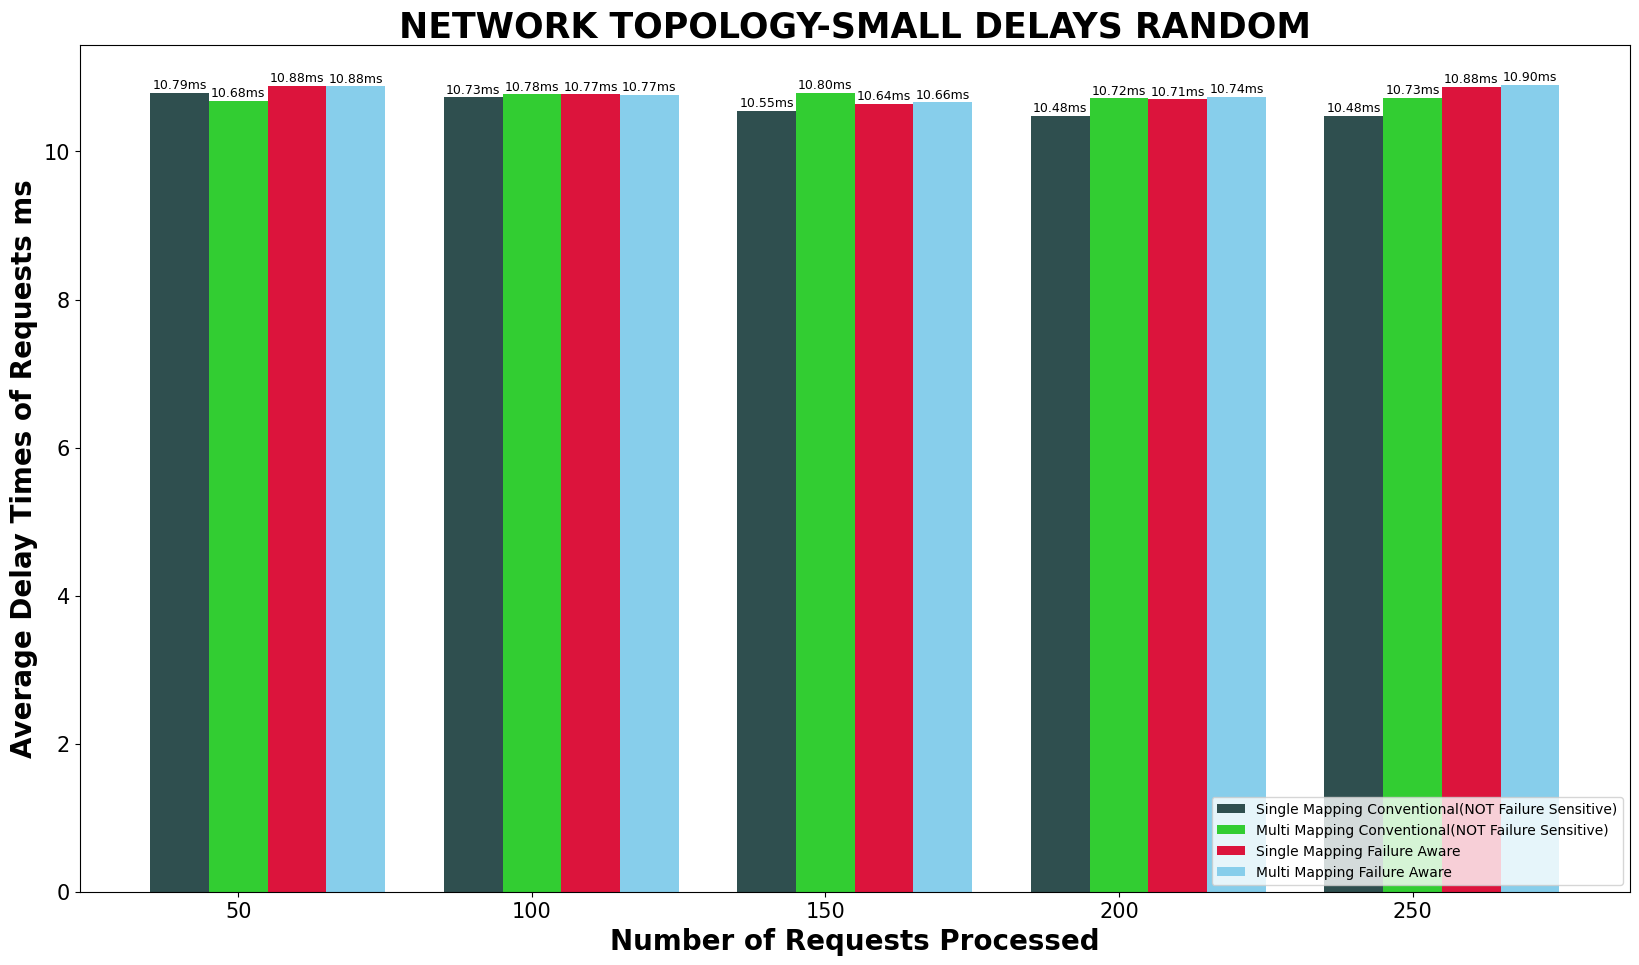 NETWORK TOPOLOGY-SMALL DELAYS RANDOM
Average Delay Times of Requests ms
10
8
6
4
2
0
10.79ms 10.68ms 10.88ms 10.88ms
10.73ms 10.78ms 10.77ms 10.77ms
10.55ms 10.80ms 10.64ms 10.66ms
10.48ms 10.72ms 10.71ms 10.74ms
10.48ms 10.73ms 10.88ms 10.90ms
Single Mapping Conventional(NOT Failure Sensitive)
Multi Mapping Conventional(NOT Failure Sensitive)
Single Mapping Failure Aware
Multi Mapping Failure Aware
50 100 150 200 250
Number of Requests Processed